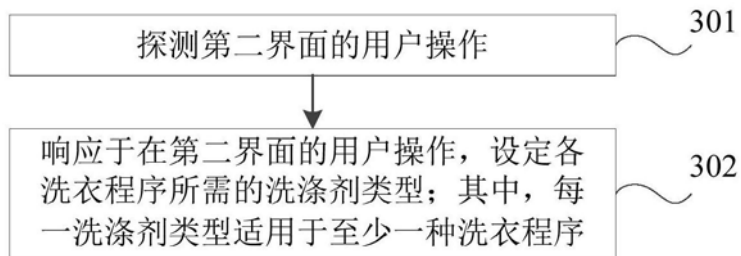 探测第二界面的用户操作
301
响应于在第二界面的用户操作，设定各
洗衣程序所需的洗涤剂类型；其中，每
一洗涤剂类型适用于至少一种洗衣程序
302